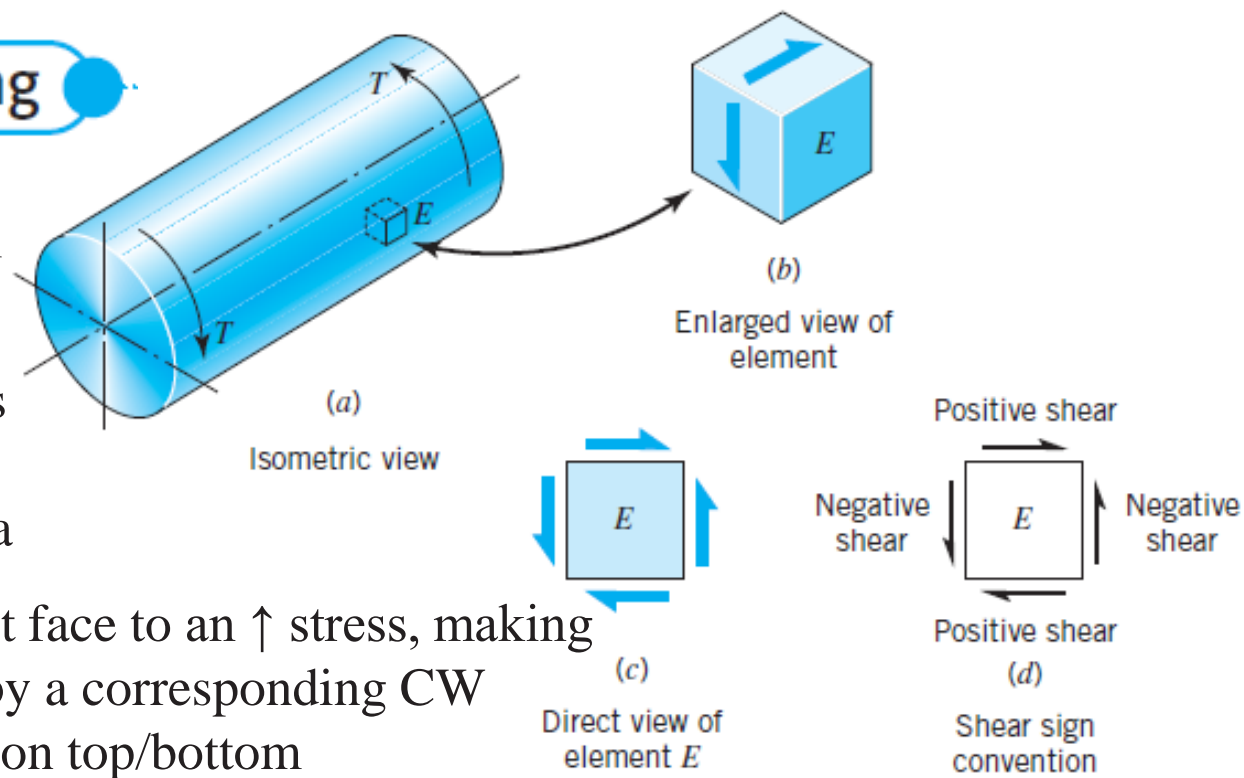 T
E
T
E
(b)
Enlarged view of
element
(a)
Isometric view
Positive shear
E
Negative
shear
E
Negative
shear
Positive shear
(c)
Direct view of
element E
(d)
Shear sign
convention
t face to an ↑ stress, making
by a corresponding CW
on top/bottom